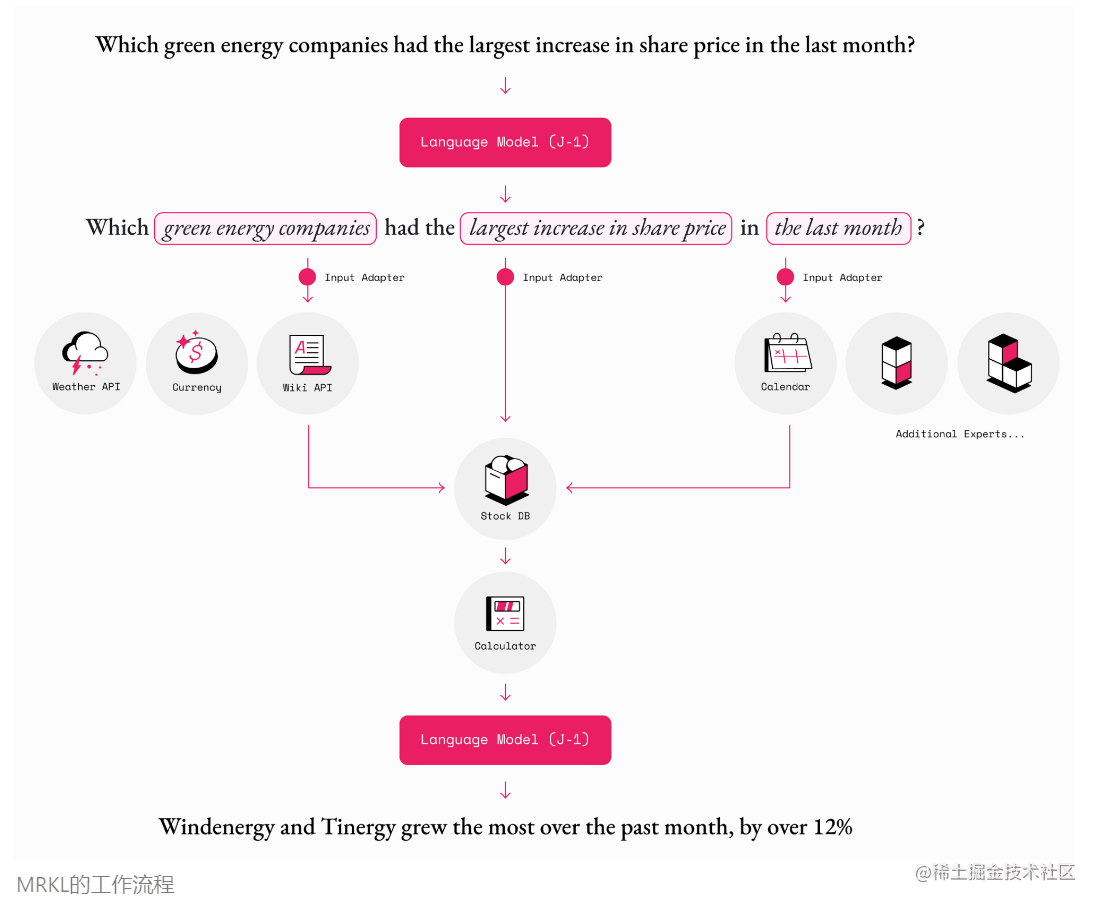 Which green energy companies had the largest increase in share price in the last month?
Language Model (J-1)
Which green energy companies had the largest increase in share price in the last month ?
Input Adapter
Input Adapter
Input Adapter
Weather API
$
Currency
A
Wiki API
Calendar
Additional Experts...
Stock DB
Calculator
Language Model (J-1)
Windenergy and Tinergy grew the most over the past month, by over 12%
@稀土掘金技术社区
MRKL的工作流程